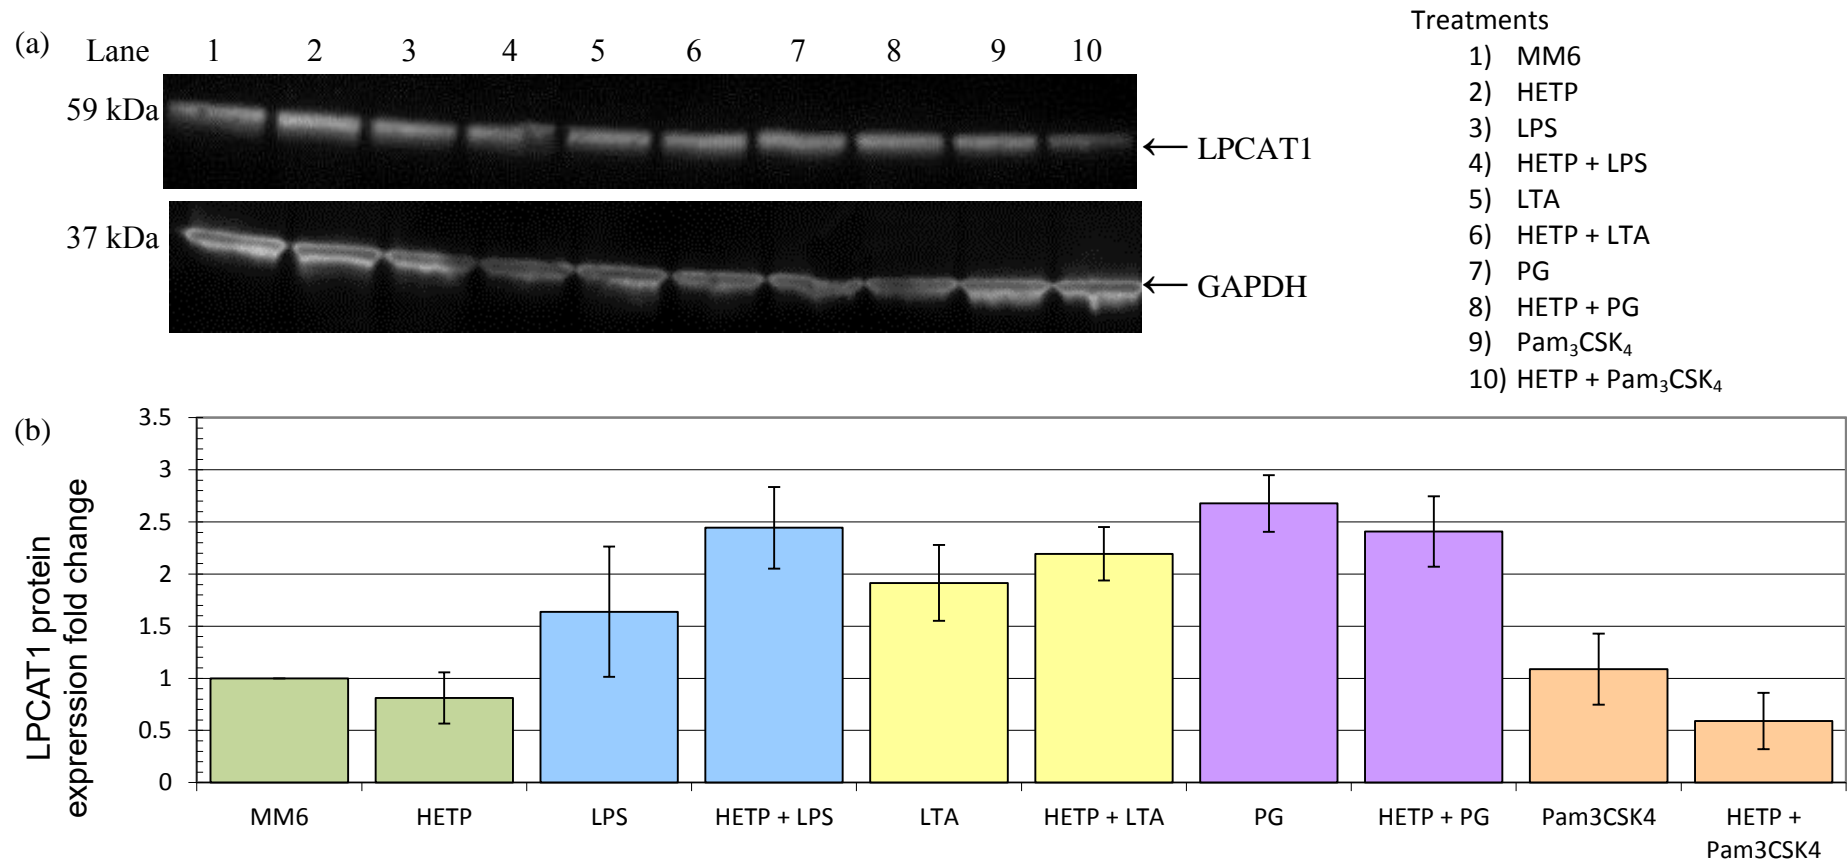 (a)
Lane 1 2 3 4 5 6 7 8 9 10
59 kDa
← LPCAT1
37 kDa
← GAPDH
Treatments
1) MM6
2) HETP
3) LPS
4) HETP + LPS
5) LTA
6) HETP + LTA
7) PG
8) HETP + PG
9) Pam₃CSK₄
10) HETP + Pam₃CSK₄
(b)
LPCAT1 protein
exprerssion fold change
3.5
3
2.5
2
1.5
1
0.5
0
MM6 HETP LPS HETP + LPS LTA HETP + LTA PG HETP + PG Pam3CSK4 HETP +
Pam3CSK4